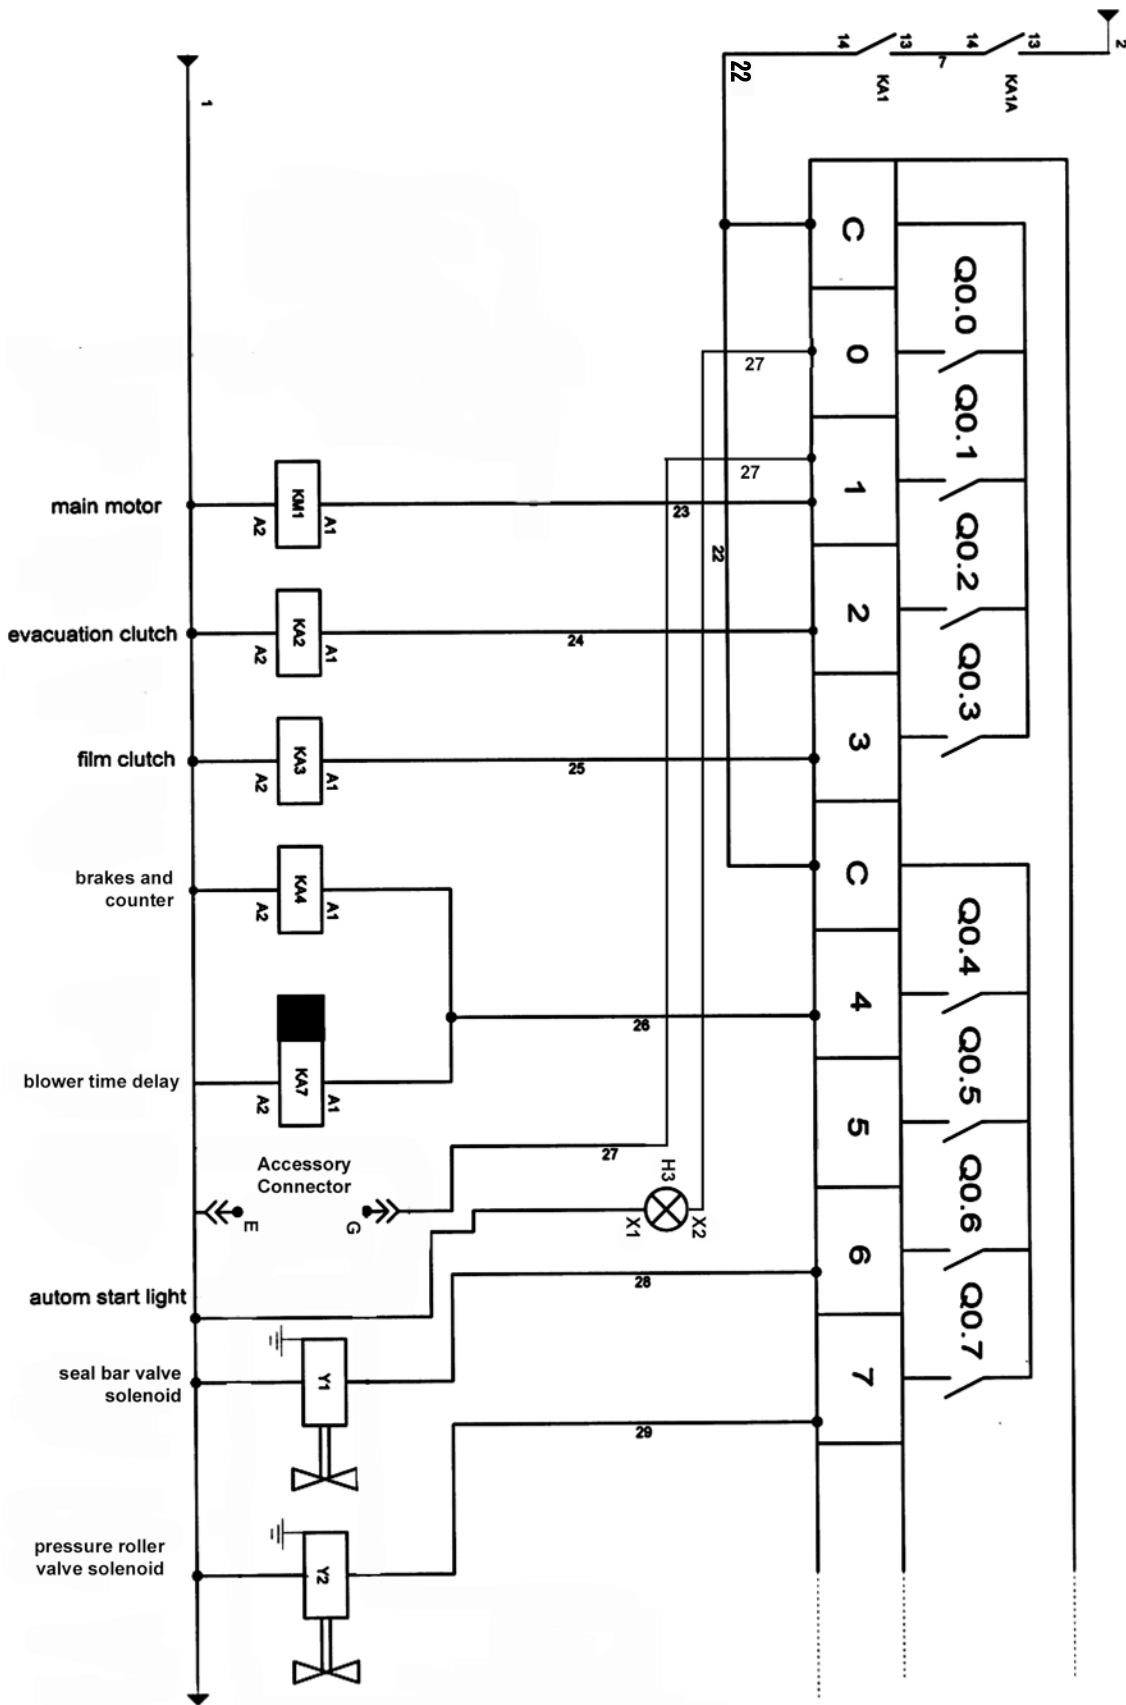 2
13
14
KA1A
7
13
14
KA1
22
1
C
Q0.0
0
27
Q0.1
1
27
main motor
A2
KM1
A1
23
Q0.2
22
2
evacuation clutch
A2
KA2
A1
24
Q0.3
3
film clutch
A2
KA3
A1
25
C
brakes and
counter
A2
KA4
A1
Q0.4
4
26
Q0.5
blower time delay
A2
KA7
A1
5
27
Accessory
Connector
E
G
H3
X1
X2
Q0.6
6
28
autom start light
Q0.7
7
seal bar valve
solenoid
Y1
29
pressure roller
valve solenoid
Y2